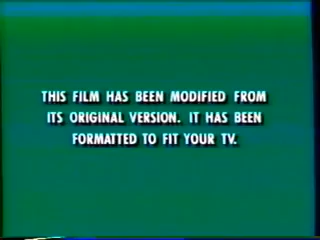 THIS FILM HAS BEEN MODIFIED FROM
ITS ORIGINAL VERSION. IT HAS BEEN
FORMATTED TO FIT YOUR TV.